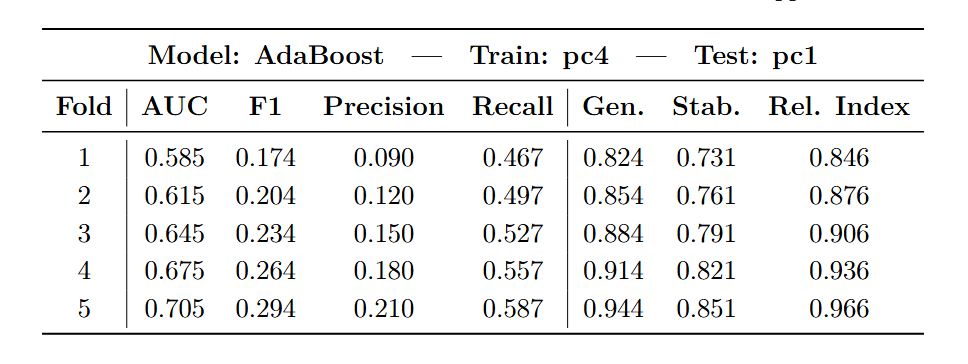 Model: AdaBoost — Train: pc4 — Test: pc1
Fold AUC F1 Precision Recall Gen. Stab. Rel. Index
1 0.585 0.174 0.090 0.467 0.824 0.731 0.846
2 0.615 0.204 0.120 0.497 0.854 0.761 0.876
3 0.645 0.234 0.150 0.527 0.884 0.791 0.906
4 0.675 0.264 0.180 0.557 0.914 0.821 0.936
5 0.705 0.294 0.210 0.587 0.944 0.851 0.966